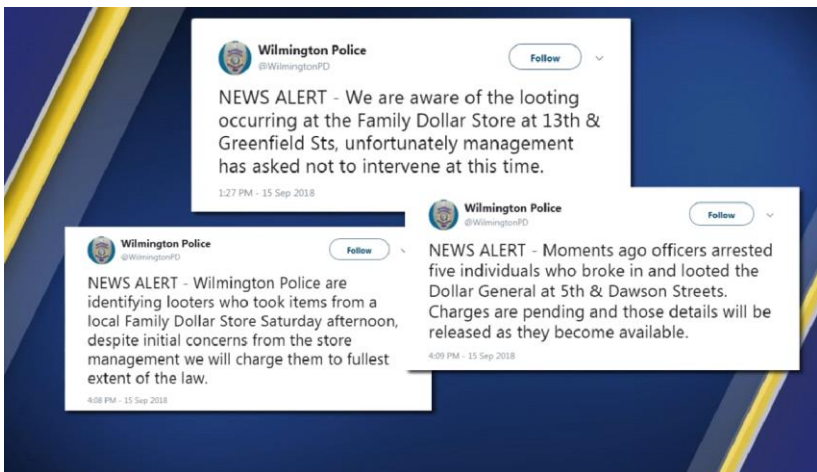 Wilmington Police
@WilmingtonPD
Follow
NEWS ALERT - We are aware of the looting
occurring at the Family Dollar Store at 13th &
Greenfield Sts, unfortunately management
has asked not to intervene at this time.
1:27 PM - 15 Sep 2018
Wilmington Police
@WilmingtonPD
Follow
NEWS ALERT - Wilmington Police are
identifying looters who took items from a
local Family Dollar Store Saturday afternoon,
despite initial concerns from the store
management we will charge them to fullest
extent of the law.
4:08 PM - 15 Sep 2018
Wilmington Police
@WilmingtonPD
Follow
NEWS ALERT - Moments ago officers arrested
five individuals who broke in and looted the
Dollar General at 5th & Dawson Streets.
Charges are pending and those details will be
released as they become available.
4:09 PM - 15 Sep 2018